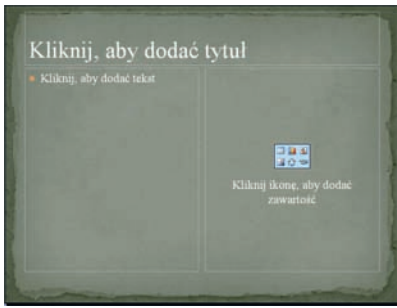 Kliknij, aby dodać tytuł
Kliknij, aby dodać tekst
Kliknij ikonę, aby dodać
zawartość